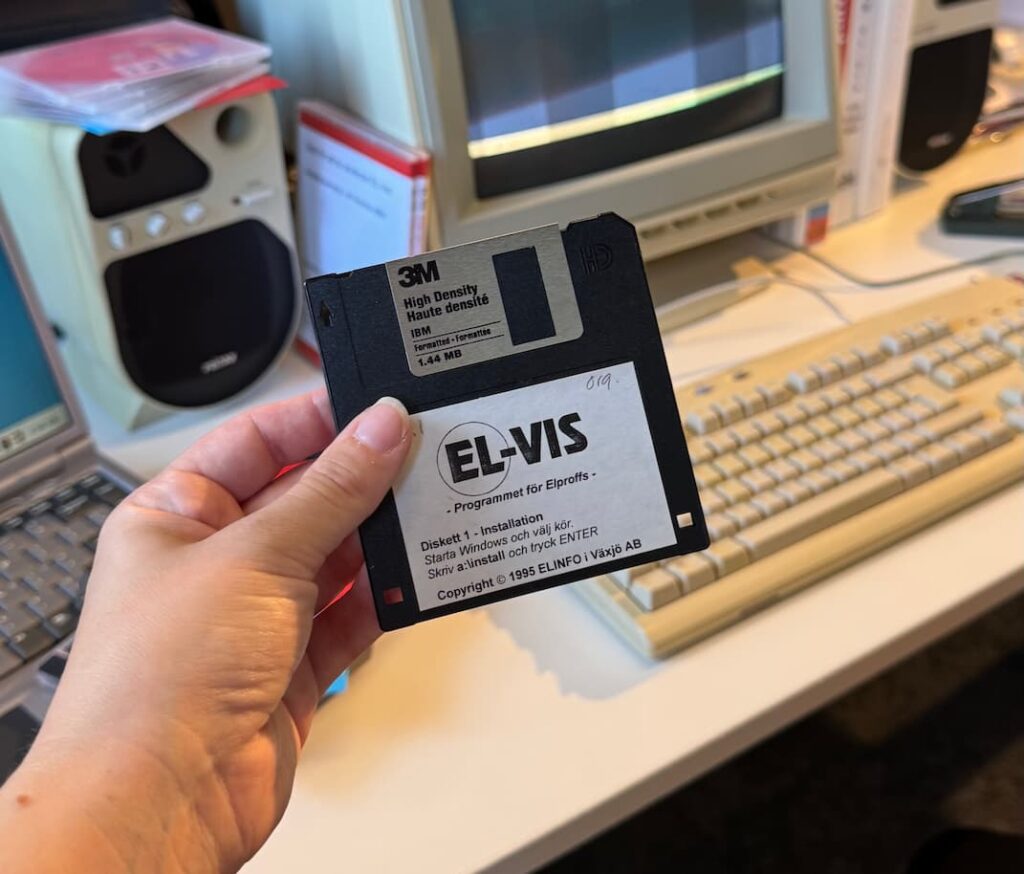 3M
High Density
Haute densité
IBM
Formatted • Formattée
1.44 MB
HD
org.
EL-VIS
- Programmet för Elproffs -
Diskett 1 - Installation
Starta Windows och välj kör.
Skriv a:\install och tryck ENTER
Copyright © 1995 ELINFO i Växjö AB